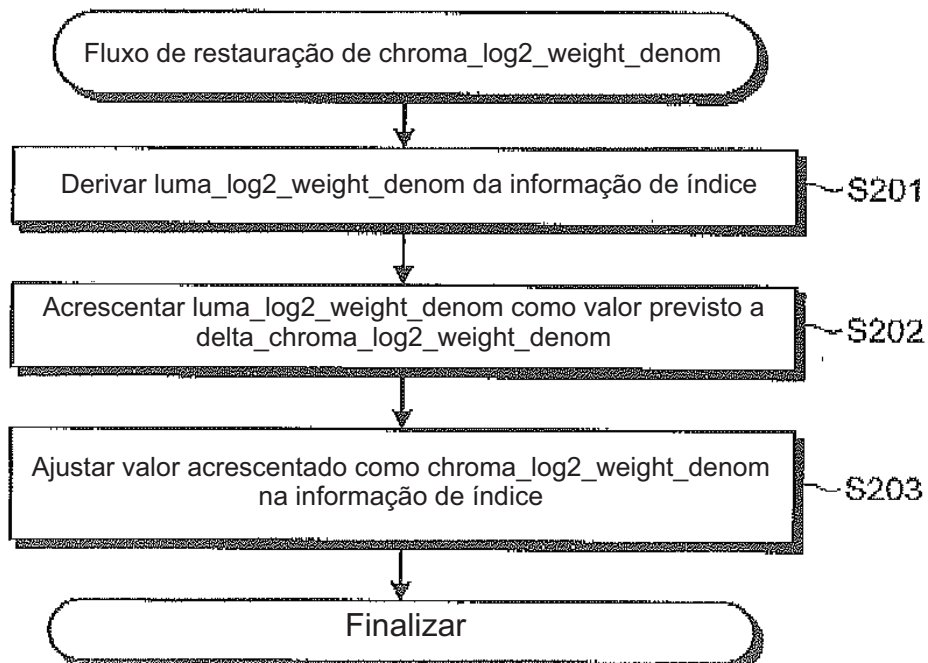 Fluxo de restauração de chroma_log2_weight_denom
Derivar luma_log2_weight_denom da informação de índice
S201
Acrescentar luma_log2_weight_denom como valor previsto a
delta_chroma_log2_weight_denom
S202
Ajustar valor acrescentado como chroma_log2_weight_denom
na informação de índice
S203
Finalizar